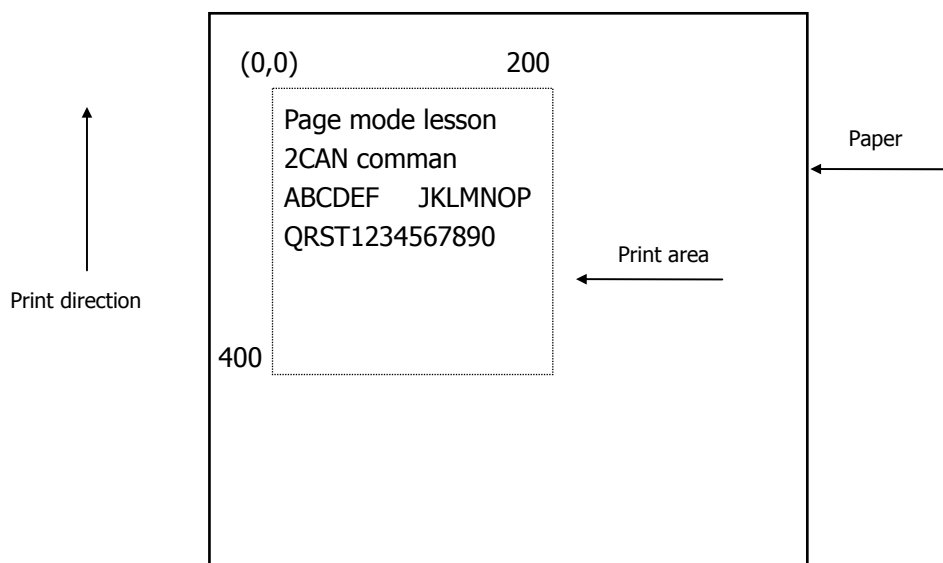 (0,0) 200
Page mode lesson
2CAN comman
ABCDEF JKLMNOP
QRST1234567890
Paper
Print area
Print direction
400